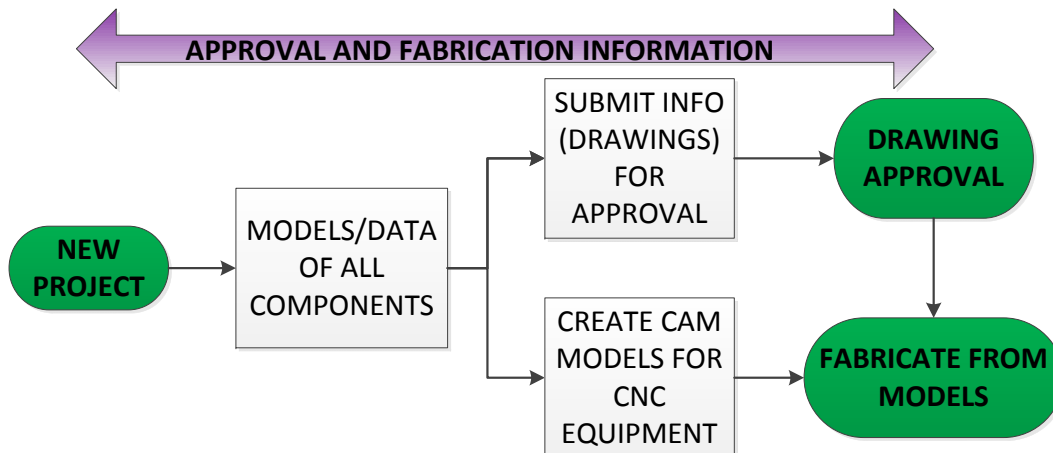 APPROVAL AND FABRICATION INFORMATION
SUBMIT INFO
(DRAWINGS)
FOR
APPROVAL
DRAWING
APPROVAL
NEW
PROJECT
MODELS/DATA
OF ALL
COMPONENTS
CREATE CAM
MODELS FOR
CNC
EQUIPMENT
FABRICATE FROM
MODELS